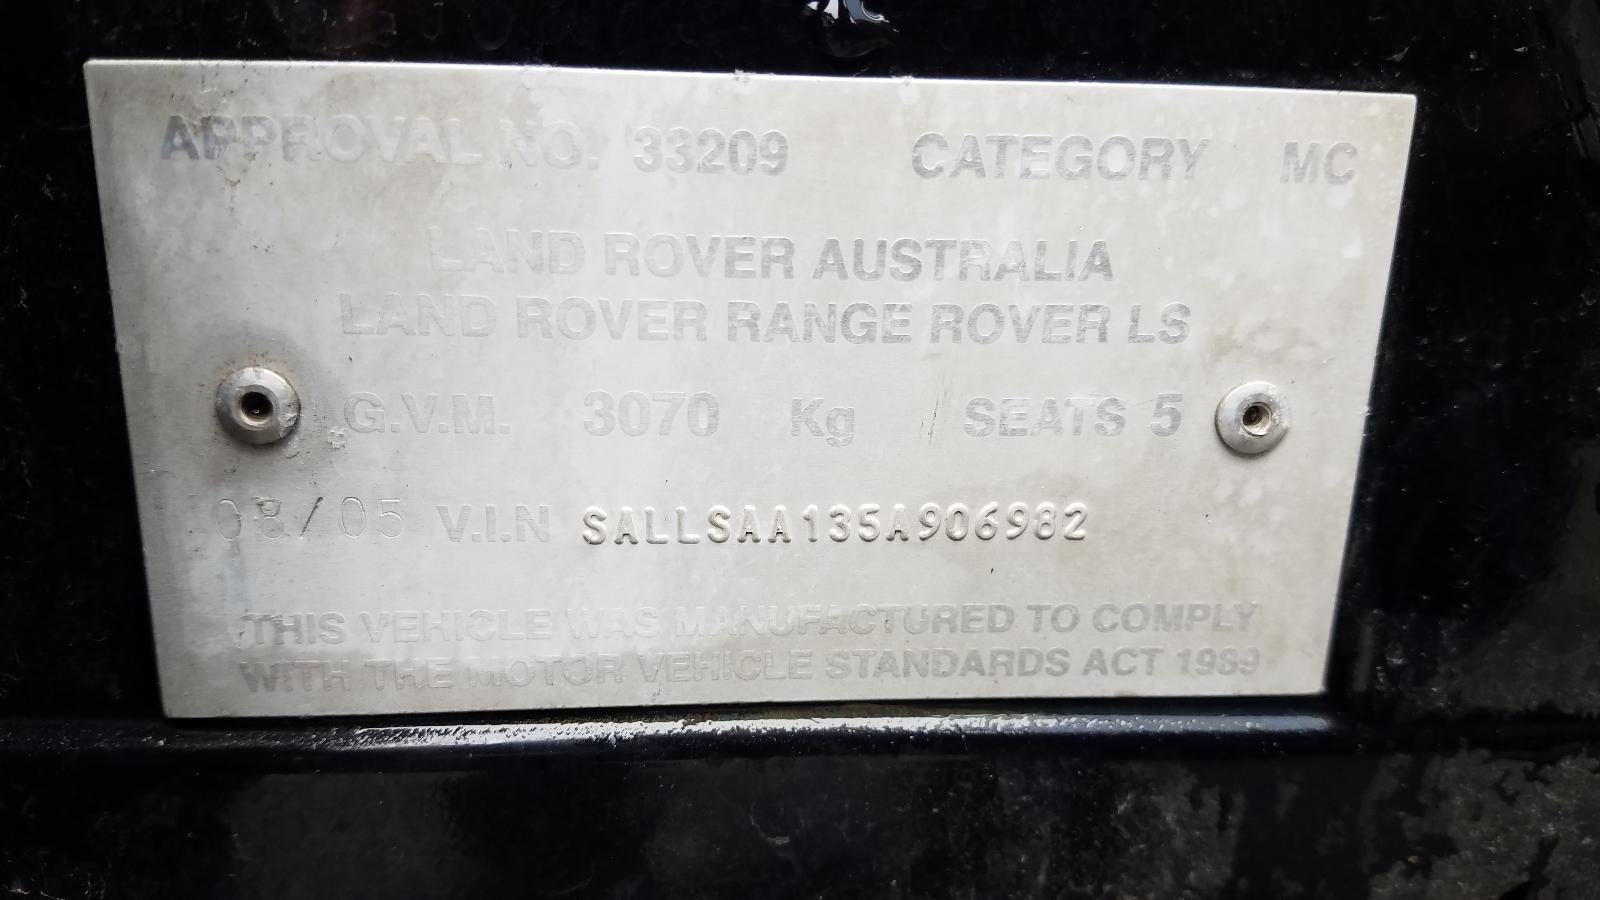 APPROVAL NO. 33209 CATEGORY MC
LAND ROVER AUSTRALIA
LAND ROVER RANGE ROVER LS
G.V.M. 3070 Kg SEATS 5
08/05 V.I.N SALLSAA135A906982
THIS VEHICLE WAS MANUFACTURED TO COMPLY
WITH THE MOTOR VEHICLE STANDARDS ACT 1989